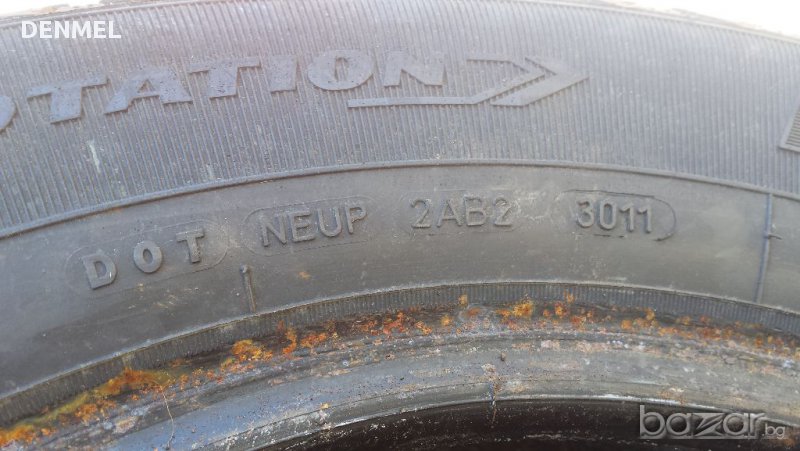 DENMEL
OTATION
DOT NEUP 2AB2 3011
bazar.bg